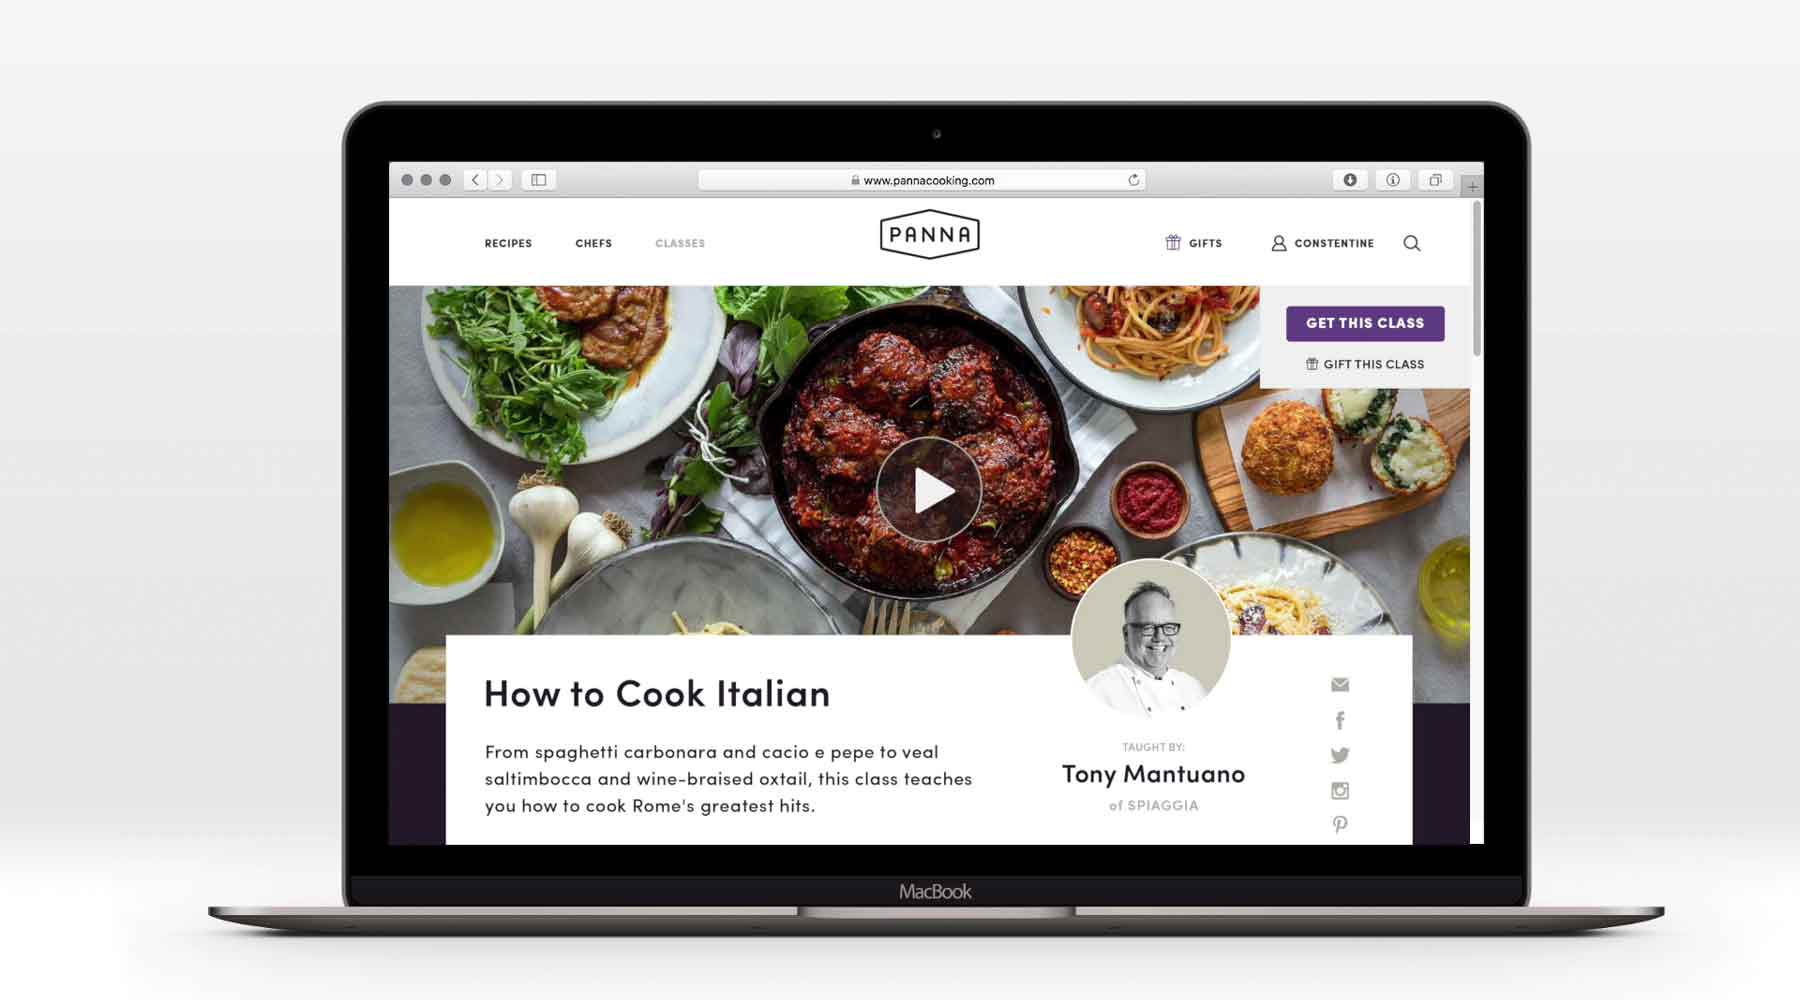 www.pannacooking.com
RECIPES
CHEFS
CLASSES
PANNA
GIFTS
CONSTENTINE
GET THIS CLASS
GIFT THIS CLASS
How to Cook Italian
From spaghetti carbonara and cacio e pepe to veal
saltimbocca and wine-braised oxtail, this class teaches
you how to cook Rome's greatest hits.
TAUGHT BY:
Tony Mantuano
of SPIAGGIA
MacBook